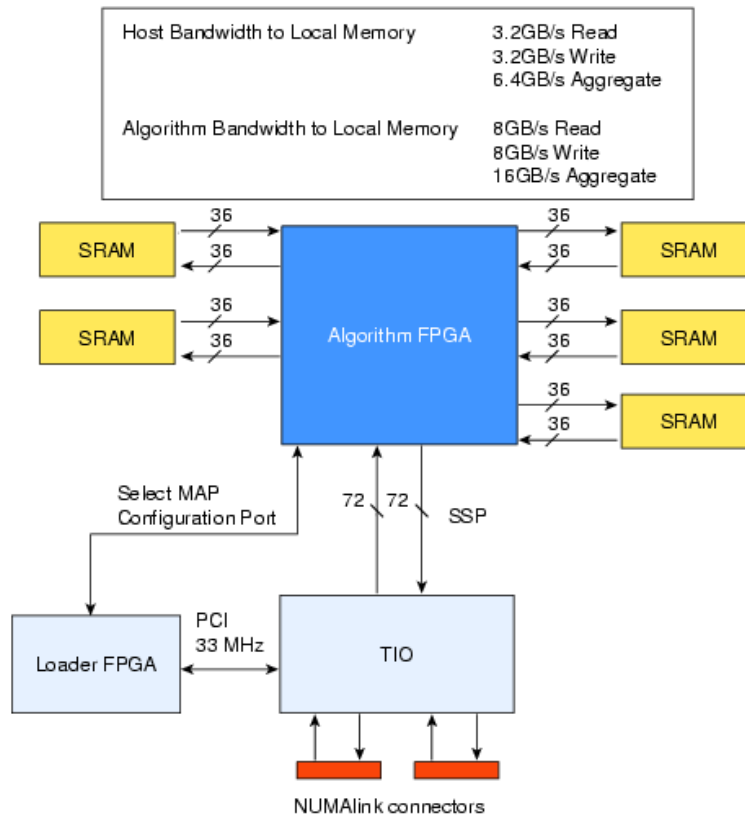 Host Bandwidth to Local Memory 3.2GB/s Read
3.2GB/s Write
6.4GB/s Aggregate
Algorithm Bandwidth to Local Memory 8GB/s Read
8GB/s Write
16GB/s Aggregate
36 36
SRAM 36 36 SRAM
36 36
SRAM 36 Algorithm FPGA 36 SRAM
36
36 SRAM
Select MAP
Configuration Port
72 72 SSP
PCI
33 MHz
Loader FPGA TIO
NUMAlink connectors